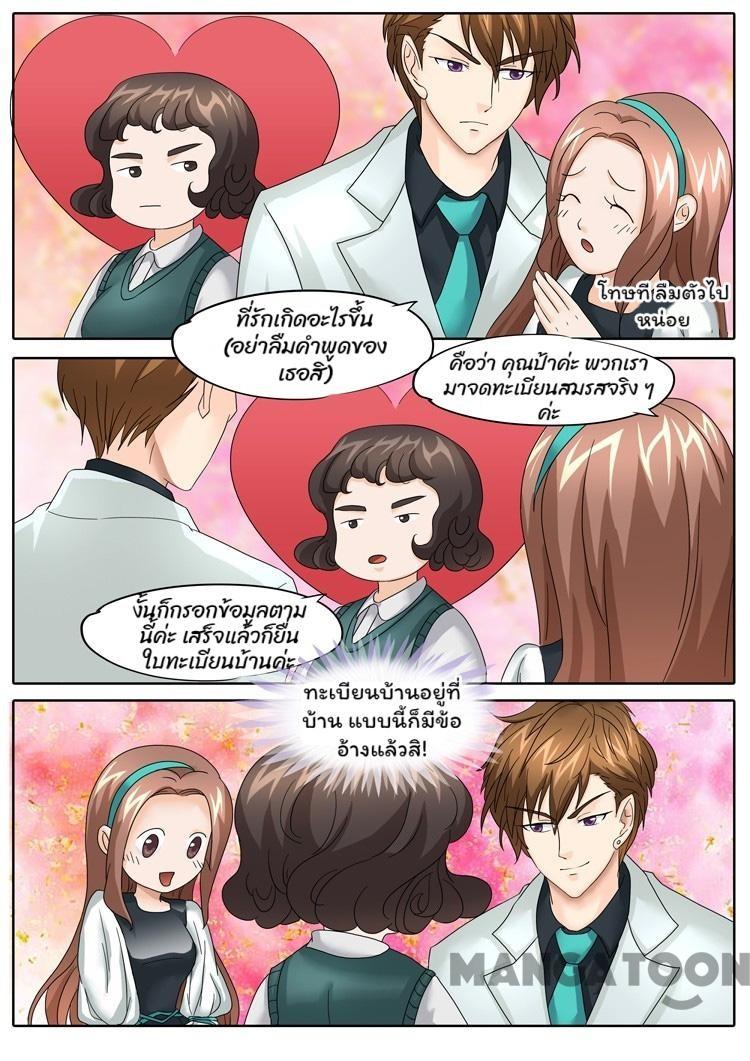 โทษที ลืมตัวไป
หน่อย
ที่รักเกิดอะไรขึ้น
(อย่าลืมคำพูดของ
เธอสิ)
คือว่า คุณป้าค่ะ พวกเรา
มาจดทะเบียนสมรสจริง ๆ
ค่ะ
งั้นก็กรอกข้อมูลตาม
นี้ค่ะ เสร็จแล้วก็ยื่น
ใบทะเบียนบ้านค่ะ
ทะเบียนบ้านอยู่ที่
บ้าน แบบนี้ก็มีข้อ
อ้างแล้วสิ!
MANGATOON